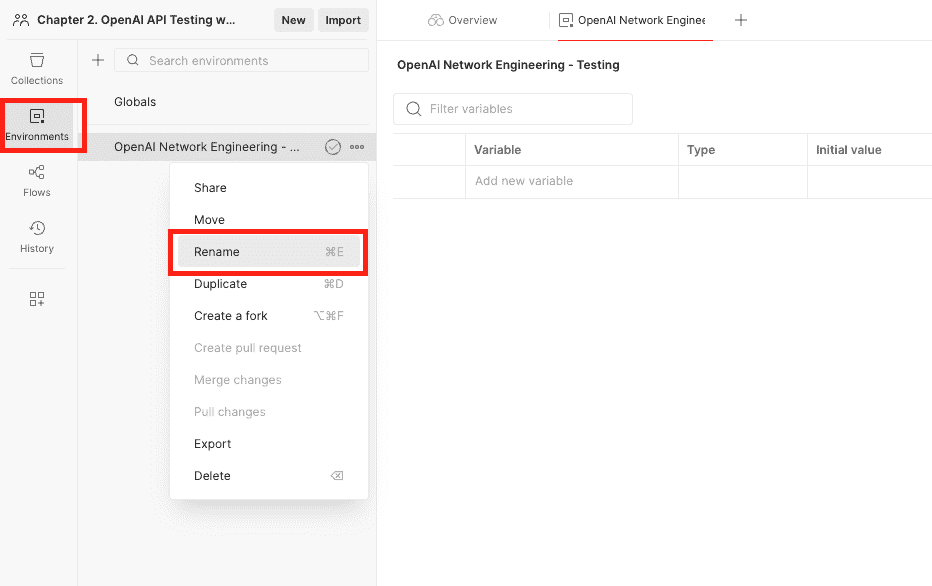 Chapter 2. OpenAI API Testing w...
New
Import
Overview
OpenAI Network Enginee
Collections
Environments
Flows
History
Search environments
Globals
OpenAI Network Engineering - ...
Share
Move
Rename ⌘E
Duplicate ⌘D
Create a fork ⌥⌘F
Create pull request
Merge changes
Pull changes
Export
Delete ⌫
OpenAI Network Engineering - Testing
Filter variables
Variable Type Initial value
Add new variable